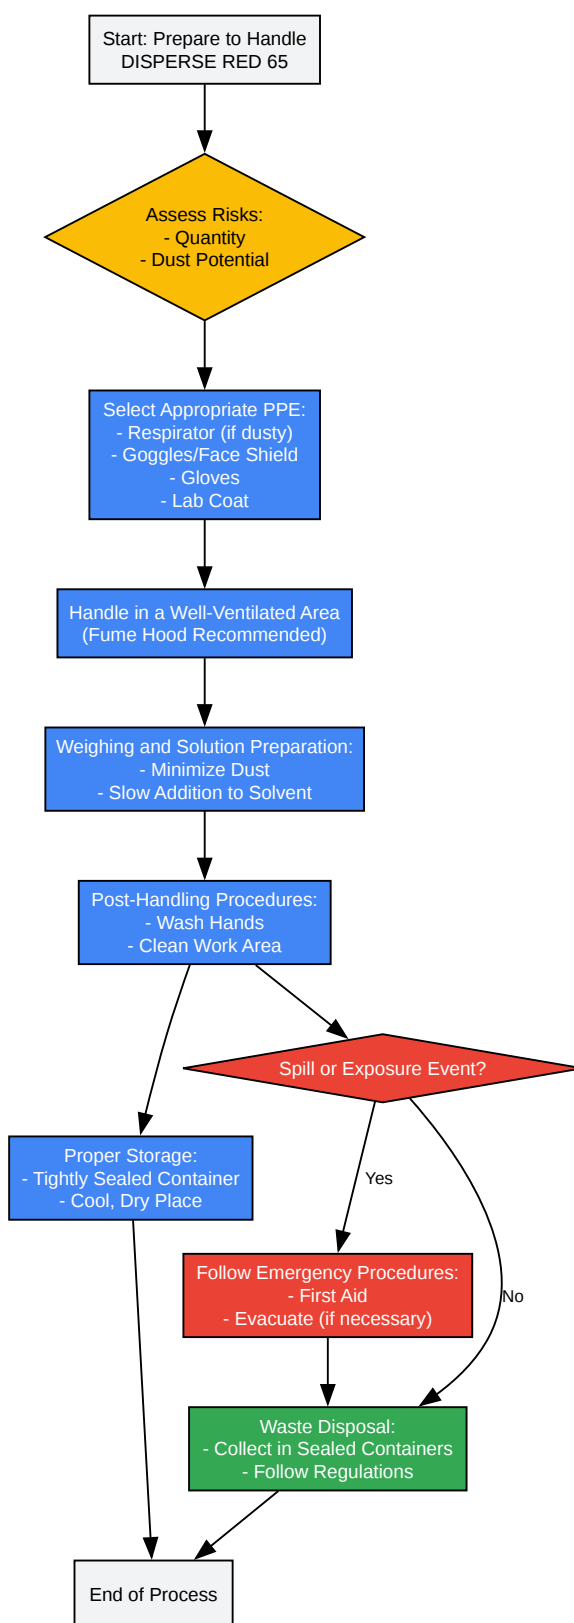 Start: Prepare to Handle
DISPERSE RED 65
Assess Risks:
- Quantity
- Dust Potential
Select Appropriate PPE:
- Respirator (if dusty)
- Goggles/Face Shield
- Gloves
- Lab Coat
Handle in a Well-Ventilated Area
(Fume Hood Recommended)
Weighing and Solution Preparation:
- Minimize Dust
- Slow Addition to Solvent
Post-Handling Procedures:
- Wash Hands
- Clean Work Area
Spill or Exposure Event?
Proper Storage:
- Tightly Sealed Container
- Cool, Dry Place
Yes
Follow Emergency Procedures:
- First Aid
- Evacuate (if necessary)
No
Waste Disposal:
- Collect in Sealed Containers
- Follow Regulations
End of Process